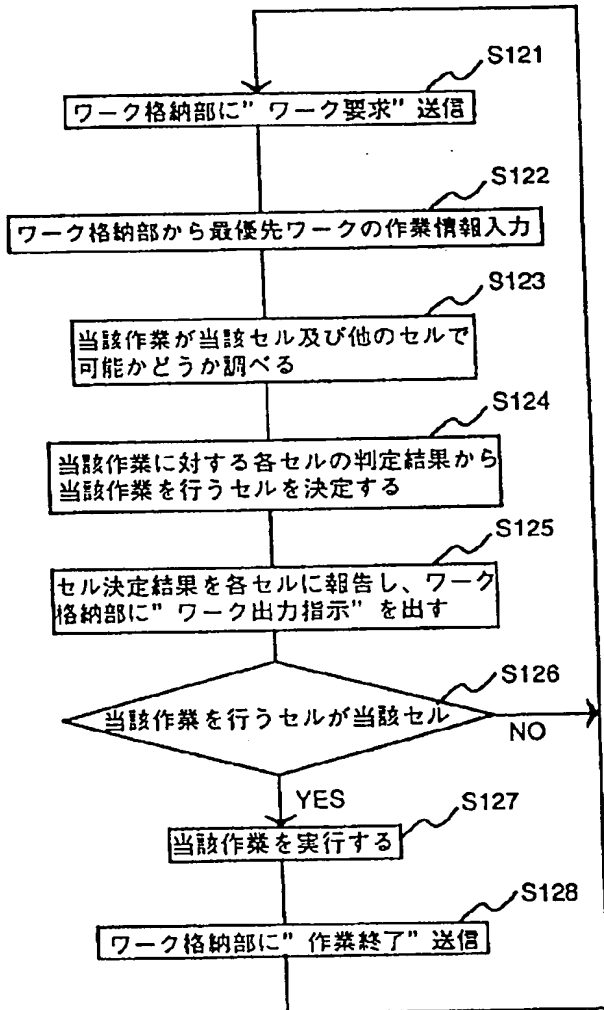 S121
ワーク格納部に”ワーク要求”送信
S122
ワーク格納部から最優先ワークの作業情報入力
S123
当該作業が当該セル及び他のセルで
可能かどうか調べる
S124
当該作業に対する各セルの判定結果から
当該作業を行うセルを決定する
S125
セル決定結果を各セルに報告し、ワーク
格納部に”ワーク出力指示”を出す
S126
当該作業を行うセルが当該セル
NO
YES
S127
当該作業を実行する
S128
ワーク格納部に”作業終了”送信